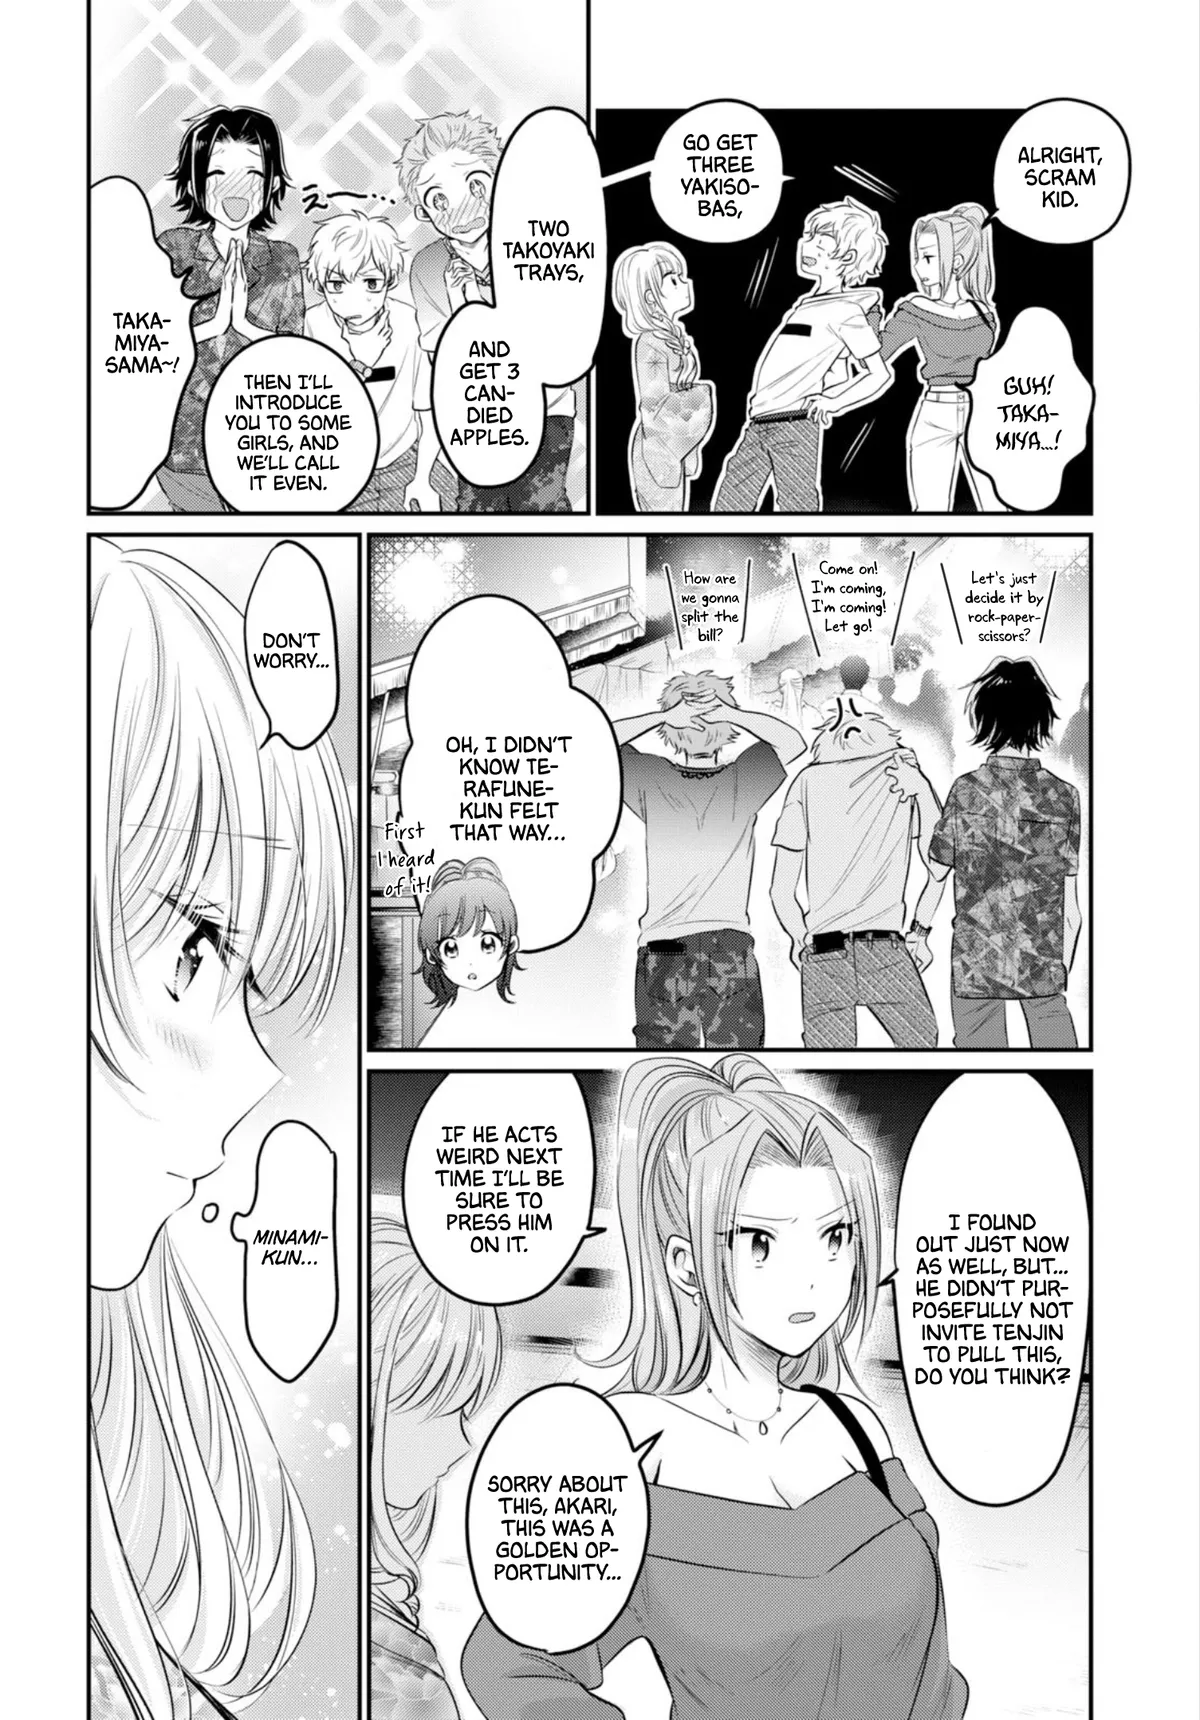 ALRIGHT,
SCRAM
KID.
GUH!
TAKA-
MIYA...!
GO GET
THREE
YAKISO-
BAS,
TWO
TAKOYAKI
TRAYS,
AND
GET 3
CAN-
DIED
APPLES.
えー・・・
THEN I'LL
INTRODUCE
YOU TO SOME
GIRLS, AND
WE'LL CALL
IT EVEN.
TAKA-
MIYA-
SAMA~!
Let's just
decide it by
rock-paper-
scissors?
Come on!
I'm coming,
I'm coming!
Let go!
How are
we gonna
split the
bill?
OH, I DIDN'T
KNOW TE-
RAFUNE-
KUN FELT
THAT WAY...
First
I heard
of it!
I FOUND
OUT JUST NOW
AS WELL, BUT...
HE DIDN'T PUR-
POSEFULLY NOT
INVITE TENJIN
TO PULL THIS,
DO YOU THINK?
IF HE ACTS
WEIRD NEXT
TIME I'LL BE
SURE TO
PRESS HIM
ON IT.
SORRY ABOUT
THIS, AKARI,
THIS WAS A
GOLDEN OP-
PORTUNITY...
DON'T
WORRY...
MINAMI-
KUN...